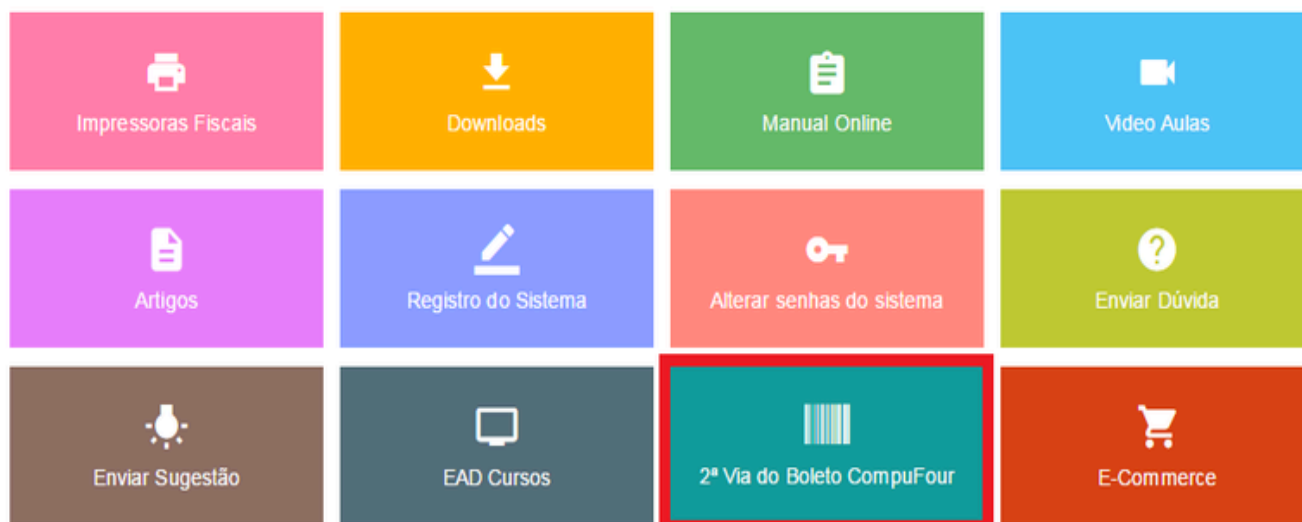 Impressoras Fiscais
Downloads
Manual Online
Video Aulas
Artigos
Registro do Sistema
Alterar senhas do sistema
Enviar Dúvida
Enviar Sugestão
EAD Cursos
2ª Via do Boleto CompuFour
E-Commerce